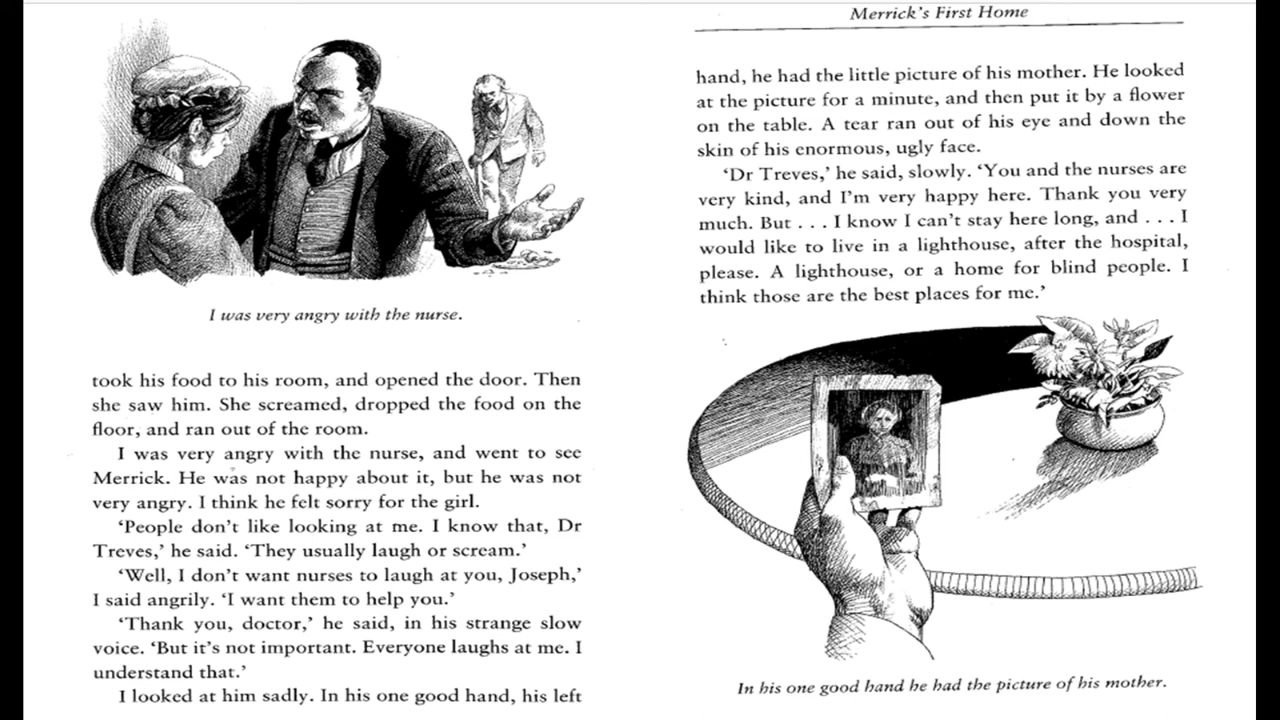 I was very angry with the nurse.
took his food to his room, and opened the door. Then
she saw him. She screamed, dropped the food on the
floor, and ran out of the room.
I was very angry with the nurse, and went to see
Merrick. He was not happy about it, but he was not
very angry. I think he felt sorry for the girl.
‘People don’t like looking at me. I know that, Dr
Treves,’ he said. ‘They usually laugh or scream.’
‘Well, I don’t want nurses to laugh at you, Joseph,’
I said angrily. ‘I want them to help you.’
‘Thank you, doctor,’ he said, in his strange slow
voice. ‘But it’s not important. Everyone laughs at me. I
understand that.’
I looked at him sadly. In his one good hand, his left
Merrick’s First Home
hand, he had the little picture of his mother. He looked
at the picture for a minute, and then put it by a flower
on the table. A tear ran out of his eye and down the
skin of his enormous, ugly face.
‘Dr Treves,’ he said, slowly. ‘You and the nurses are
very kind, and I’m very happy here. Thank you very
much. But . . . I know I can’t stay here long, and . . . I
would like to live in a lighthouse, after the hospital,
please. A lighthouse, or a home for blind people. I
think those are the best places for me.’
In his one good hand he had the picture of his mother.